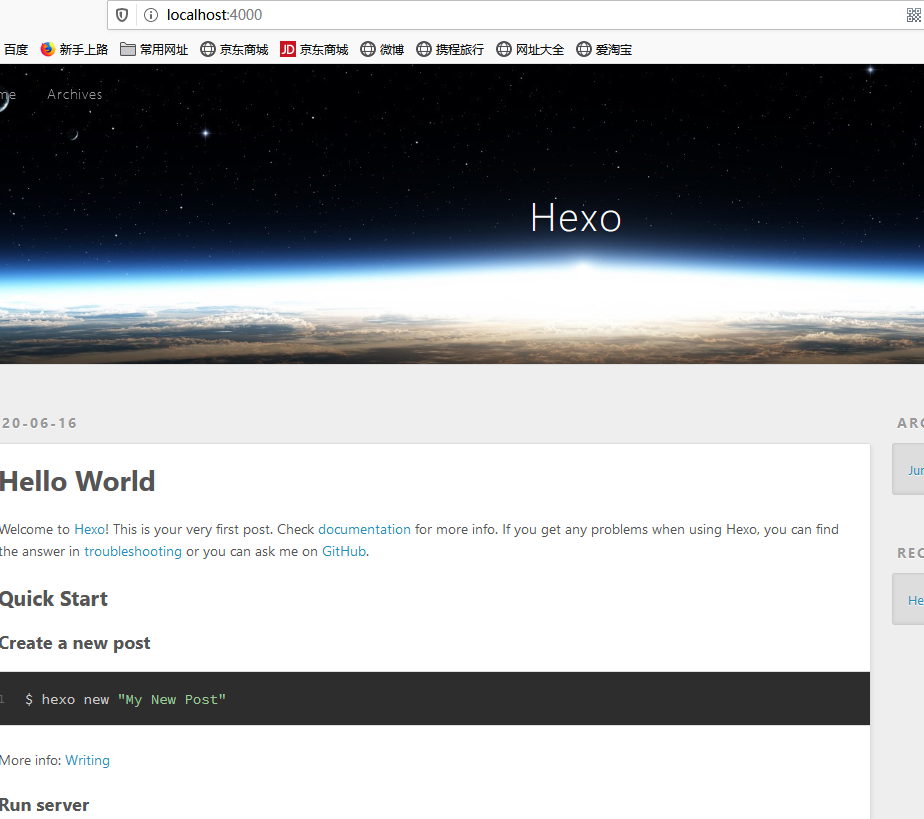 localhost:4000
百度 新手上路 常用网址 京东商城 JD 京东商城 微博 携程旅行 网址大全 爱淘宝
me Archives
Hexo
20-06-16
ARC
Hello World
Jun
Welcome to Hexo! This is your very first post. Check documentation for more info. If you get any problems when using Hexo, you can find
the answer in troubleshooting or you can ask me on GitHub.
REC
Quick Start
He
Create a new post
1 $ hexo new "My New Post"
More info: Writing
Run server